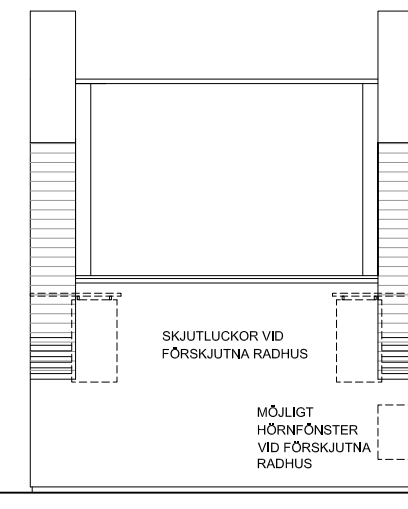 SKJUTLUCKOR VID
FÖRSKJUTNA RADHUS
MÖJLIGT
HÖRNFÖNSTER
VID FÖRSKJUTNA
RADHUS